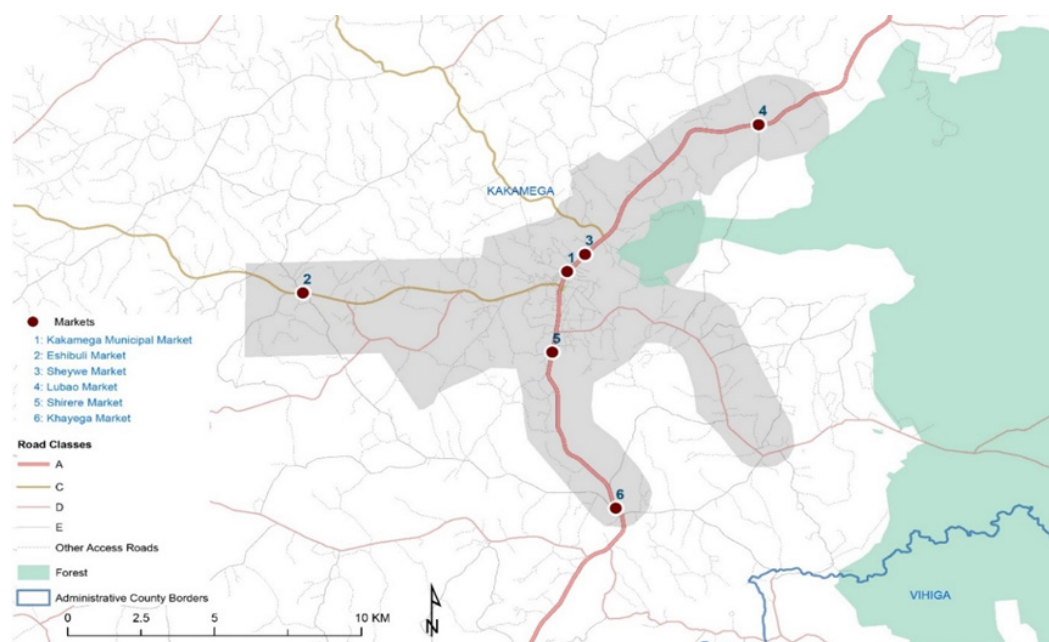 4
KAKAMEGA
3
1
2
5
6
Markets
1: Kakamega Municipal Market
2: Eshibuli Market
3: Sheywe Market
4: Lubao Market
5: Shirere Market
6: Khayega Market
Road Classes
A
C
D
E
Other Access Roads
Forest
Administrative County Borders
VIHIGA
N
0 2.5 5 10 KM